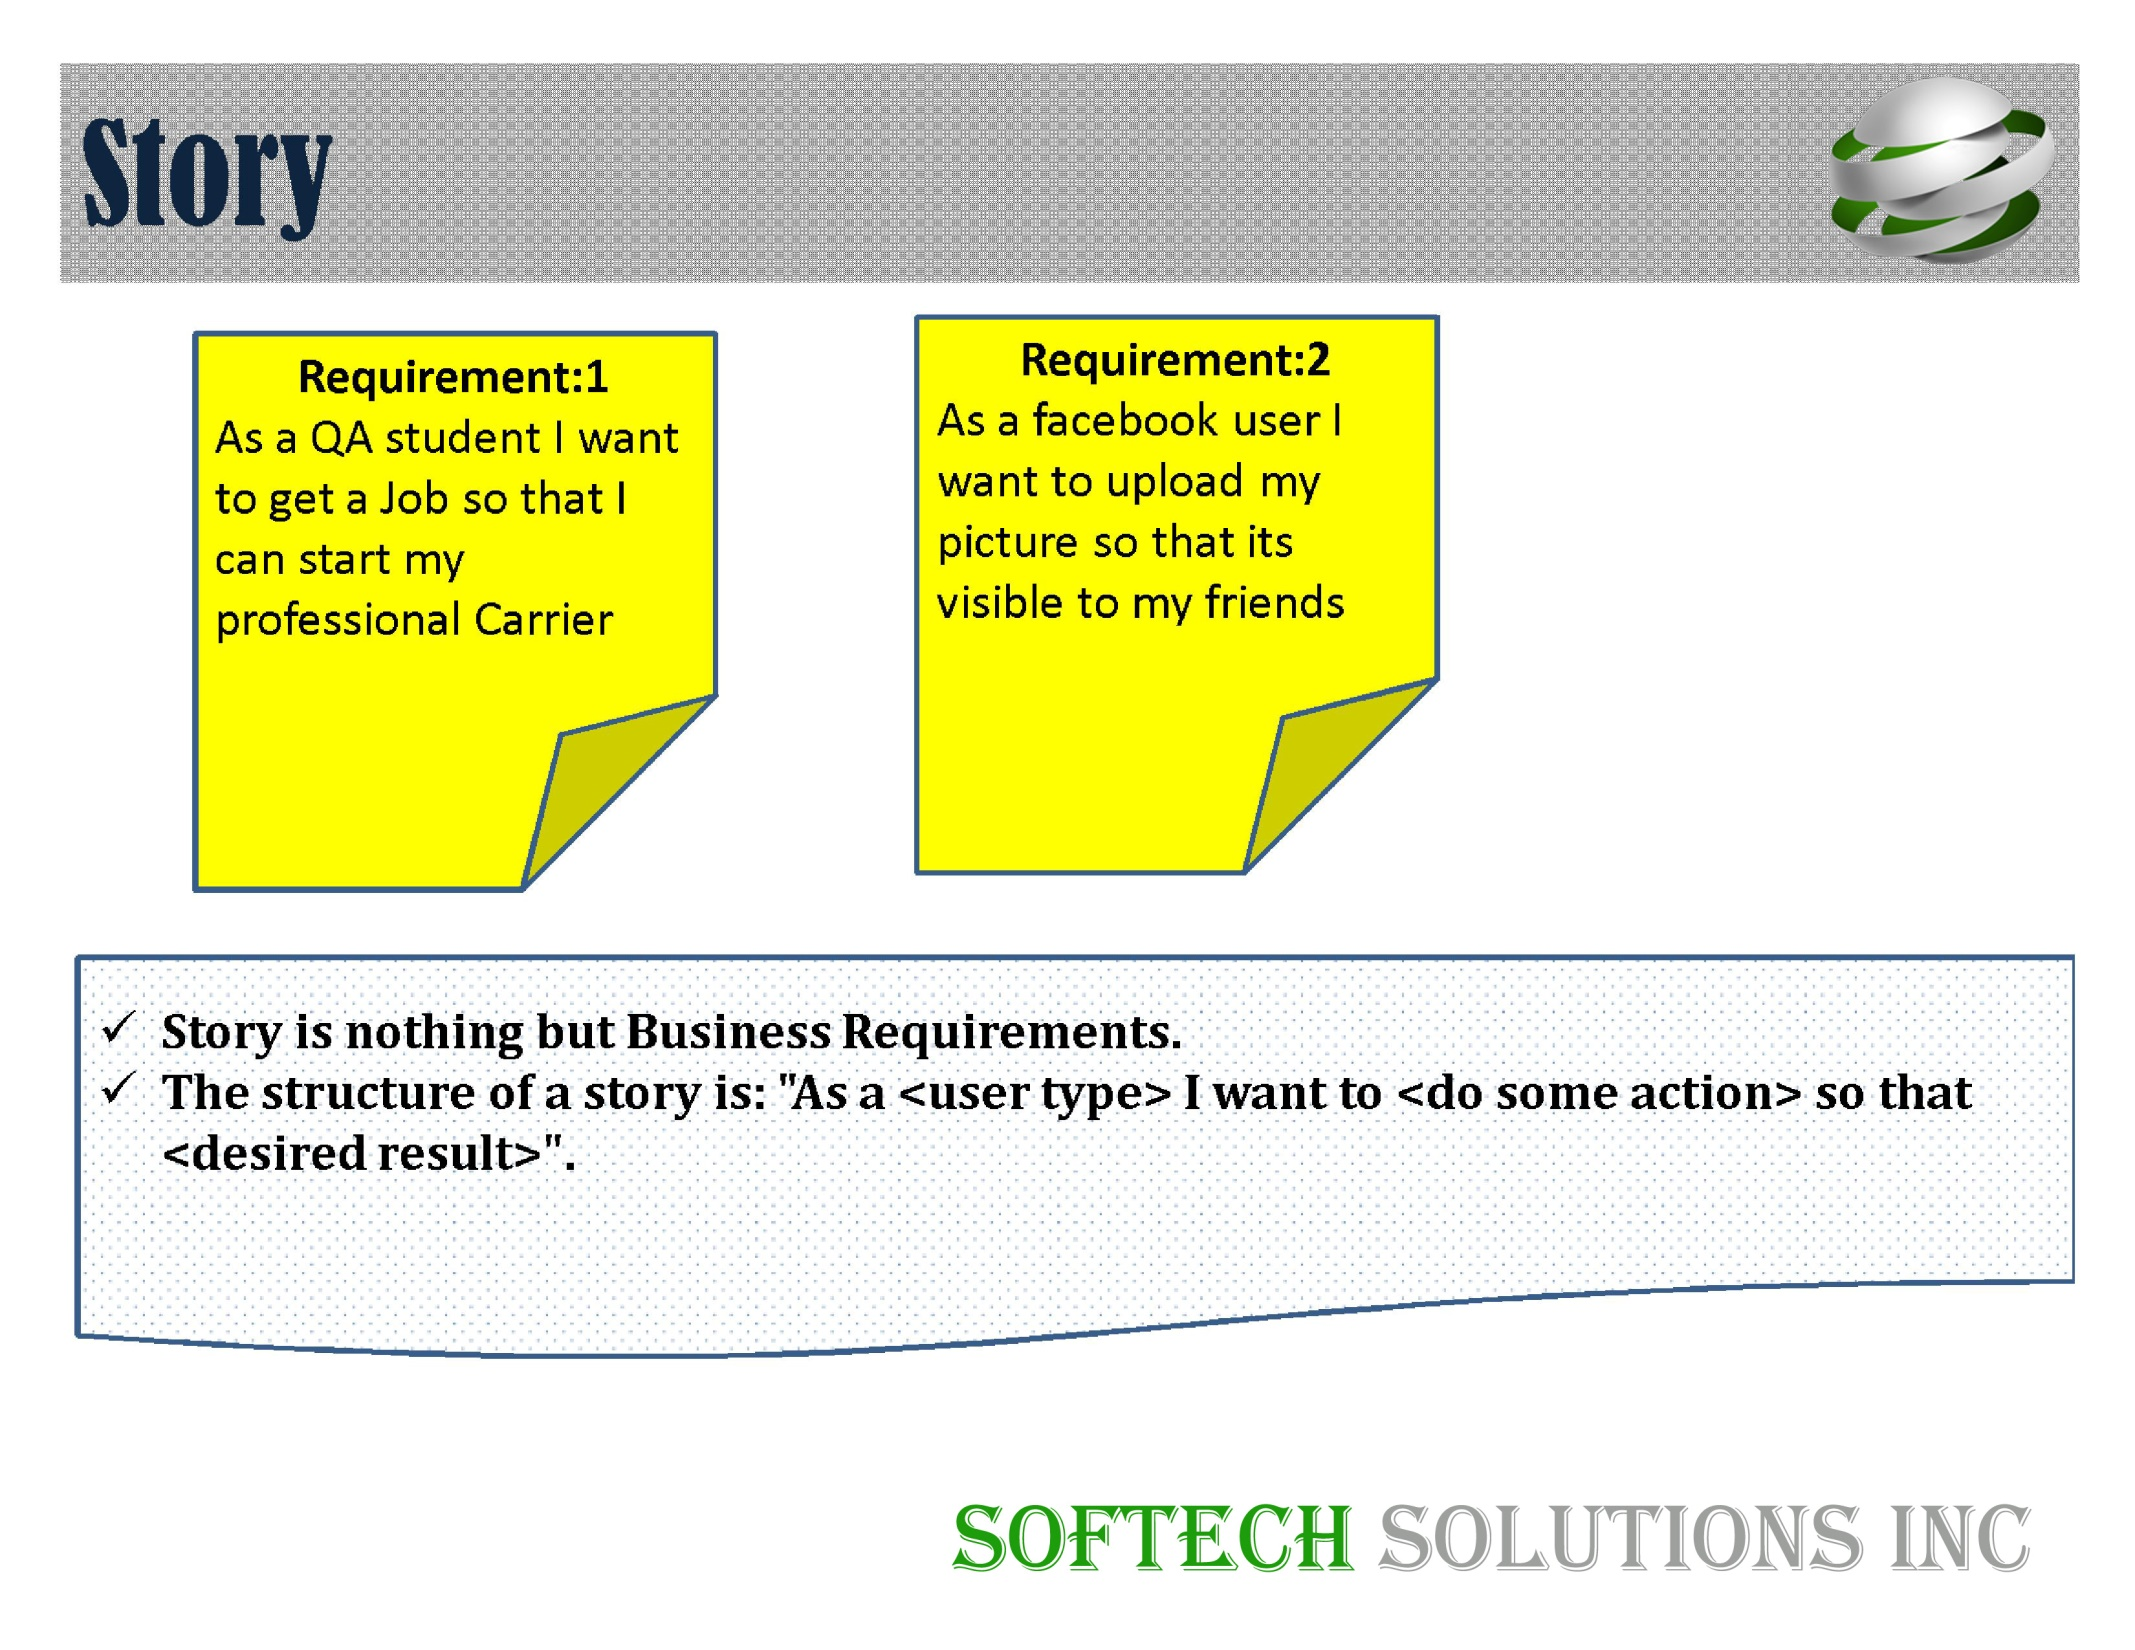 Story
Requirement:1
As a QA student I want
to get a Job so that I
can start my
professional Carrier
Requirement:2
As a facebook user I
want to upload my
picture so that its
visible to my friends
✓ Story is nothing but Business Requirements.
✓ The structure of a story is: "As a <user type> I want to <do some action> so that
<desired result>".
SOFTECH SOLUTIONS INC